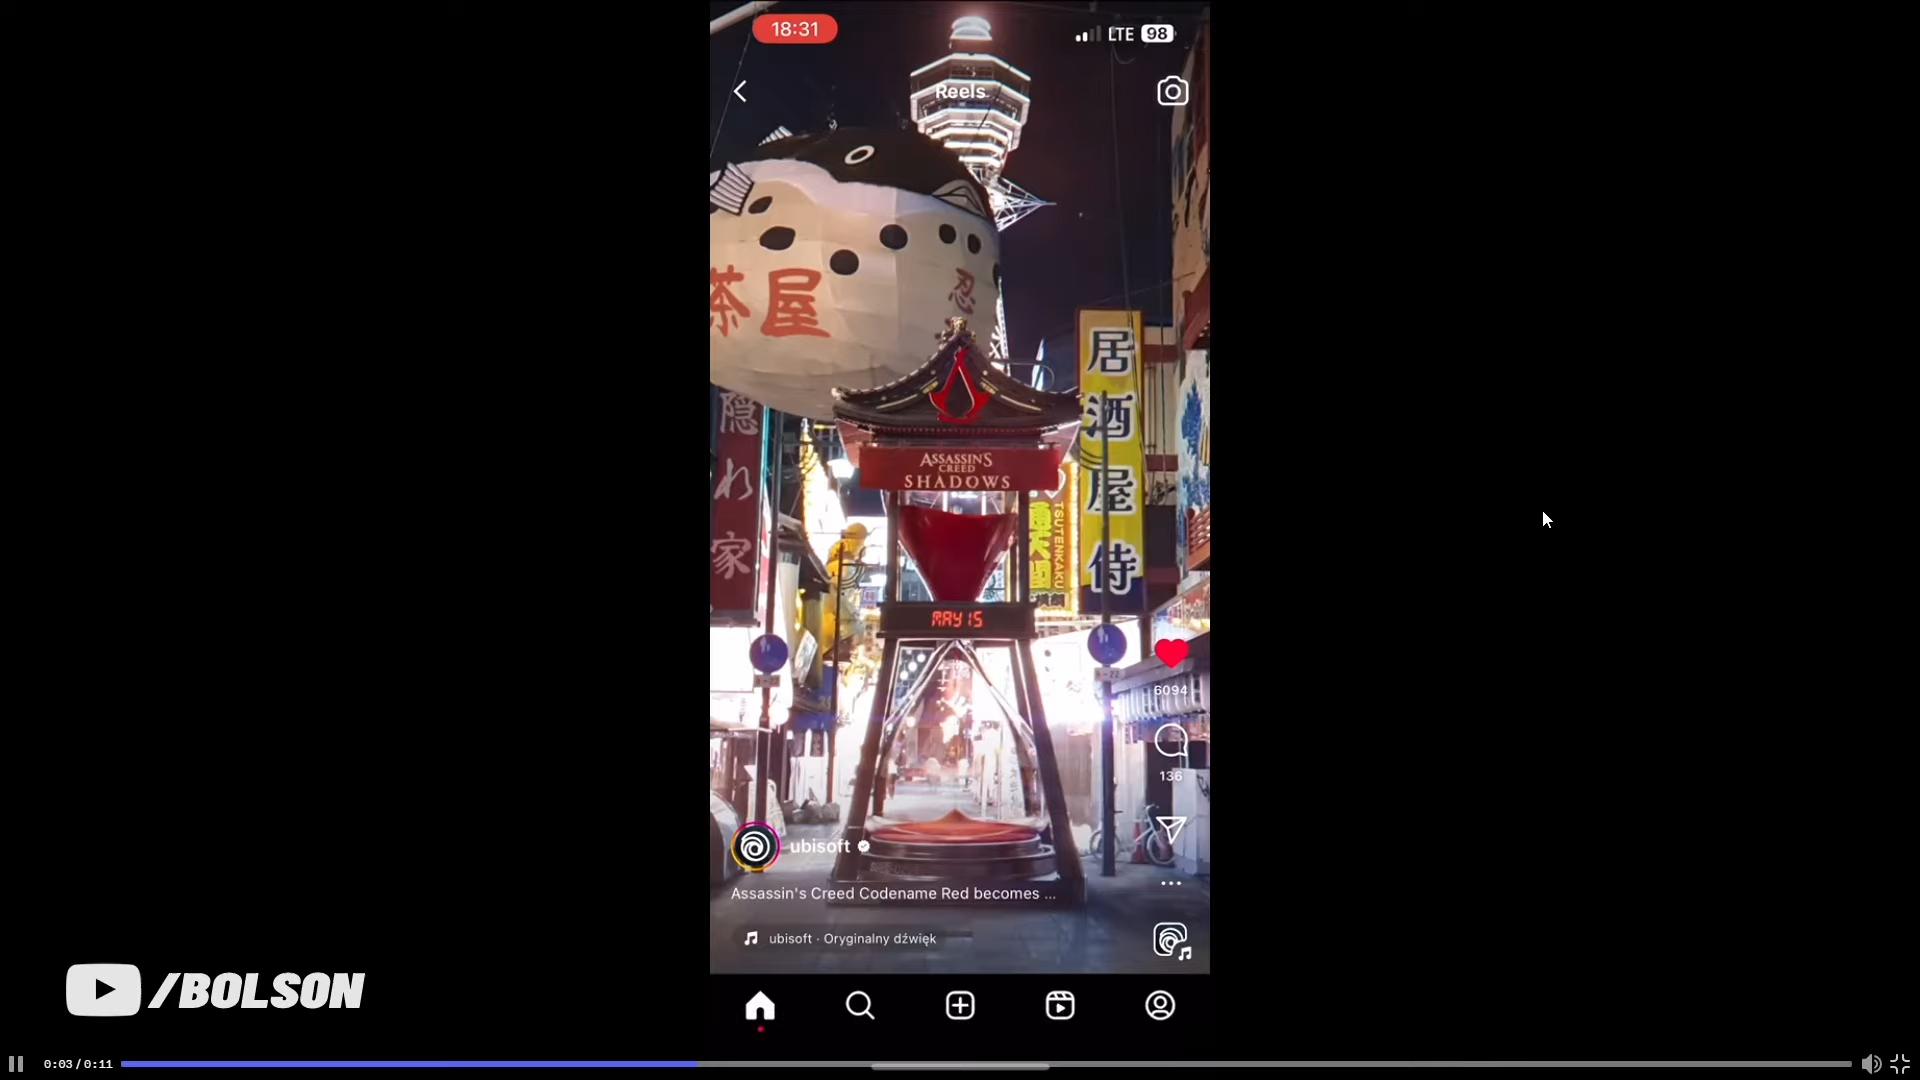 18:31
LTE 98
Reels
茶屋
忍
居酒屋 侍
隠れ家
ASSASSIN'S
CREED
SHADOWS
TSUTENKAKU
MAY 15
6094
136
ubisoft
Assassin's Creed Codename Red becomes ...
ubisoft · Oryginalny dźwięk
/BOLSON
0:03 / 0:11